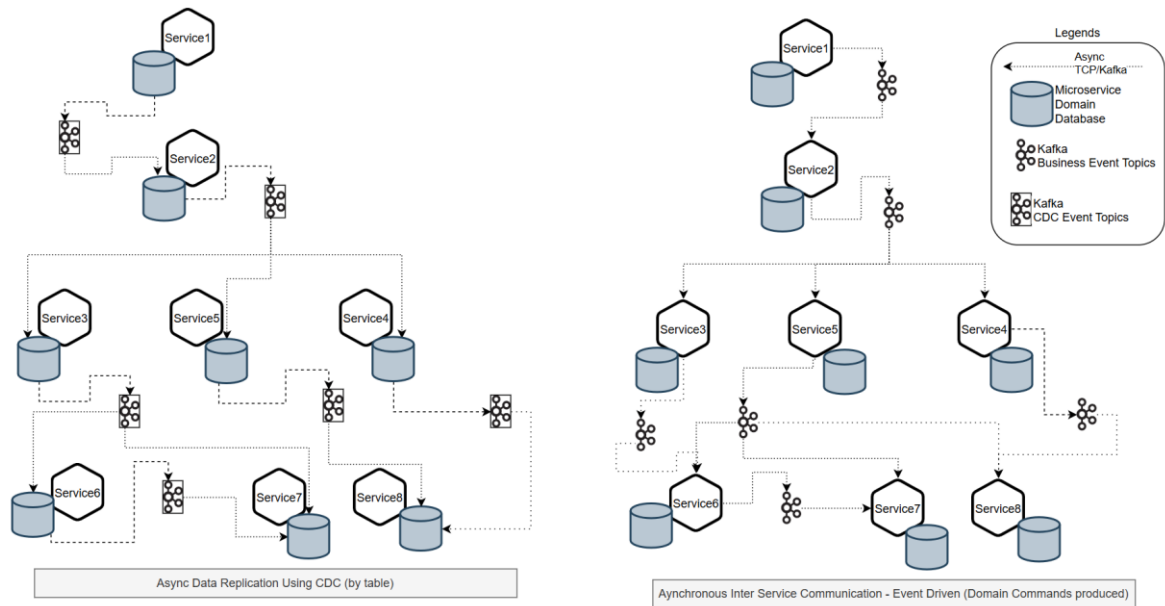 Service1
Service2
Service3
Service5
Service4
Service6
Service7
Service8
Async Data Replication Using CDC (by table)
Service1
Service2
Service3
Service5
Service4
Service6
Service7
Service8
Aynchronous Inter Service Communication - Event Driven (Domain Commands produced)
Legends
Async
TCP/Kafka
Microservice
Domain
Database
Kafka
Business Event Topics
Kafka
CDC Event Topics